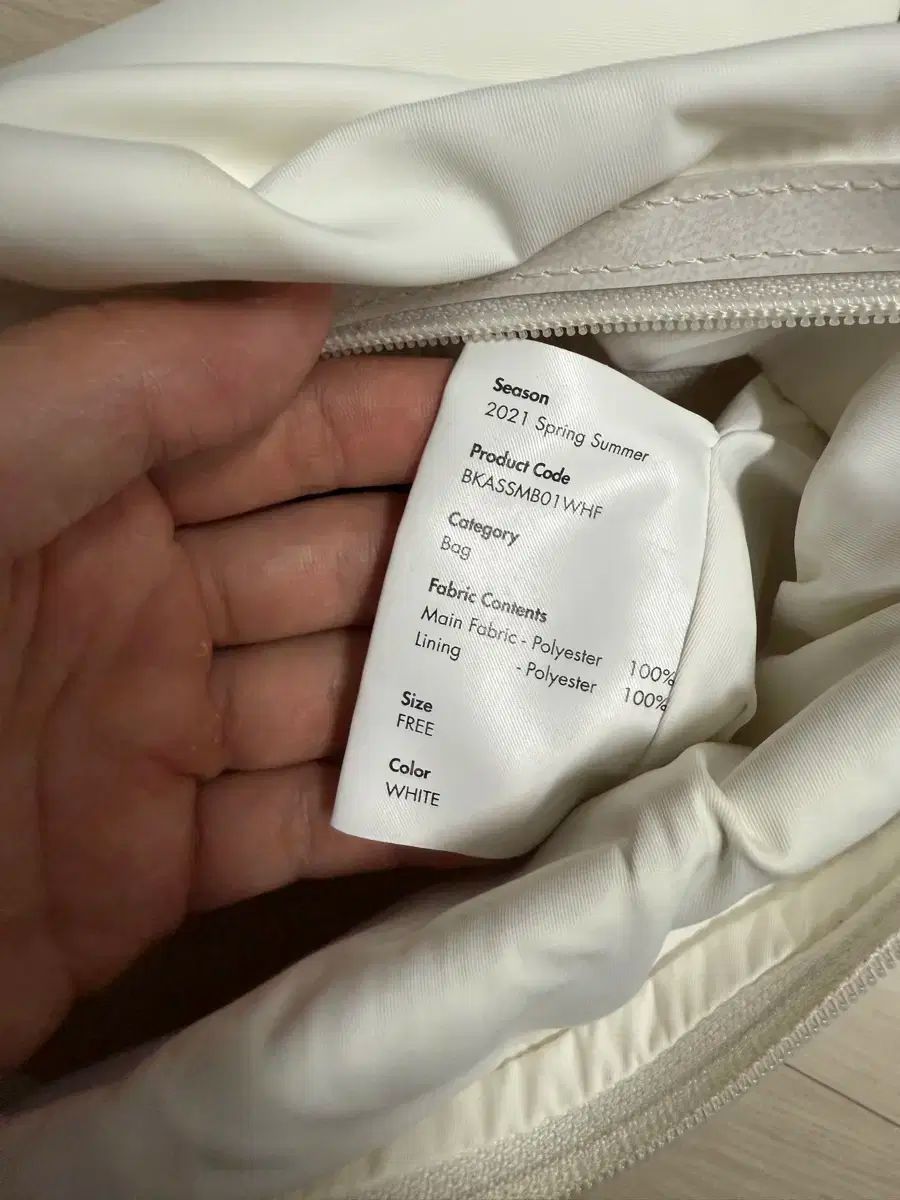 Season
2021 Spring Summer
Product Code
BKASSMB01WHF
Category
Bag
Fabric Contents
Main Fabric - Polyester 100%
Lining - Polyester 100%
Size
FREE
Color
WHITE